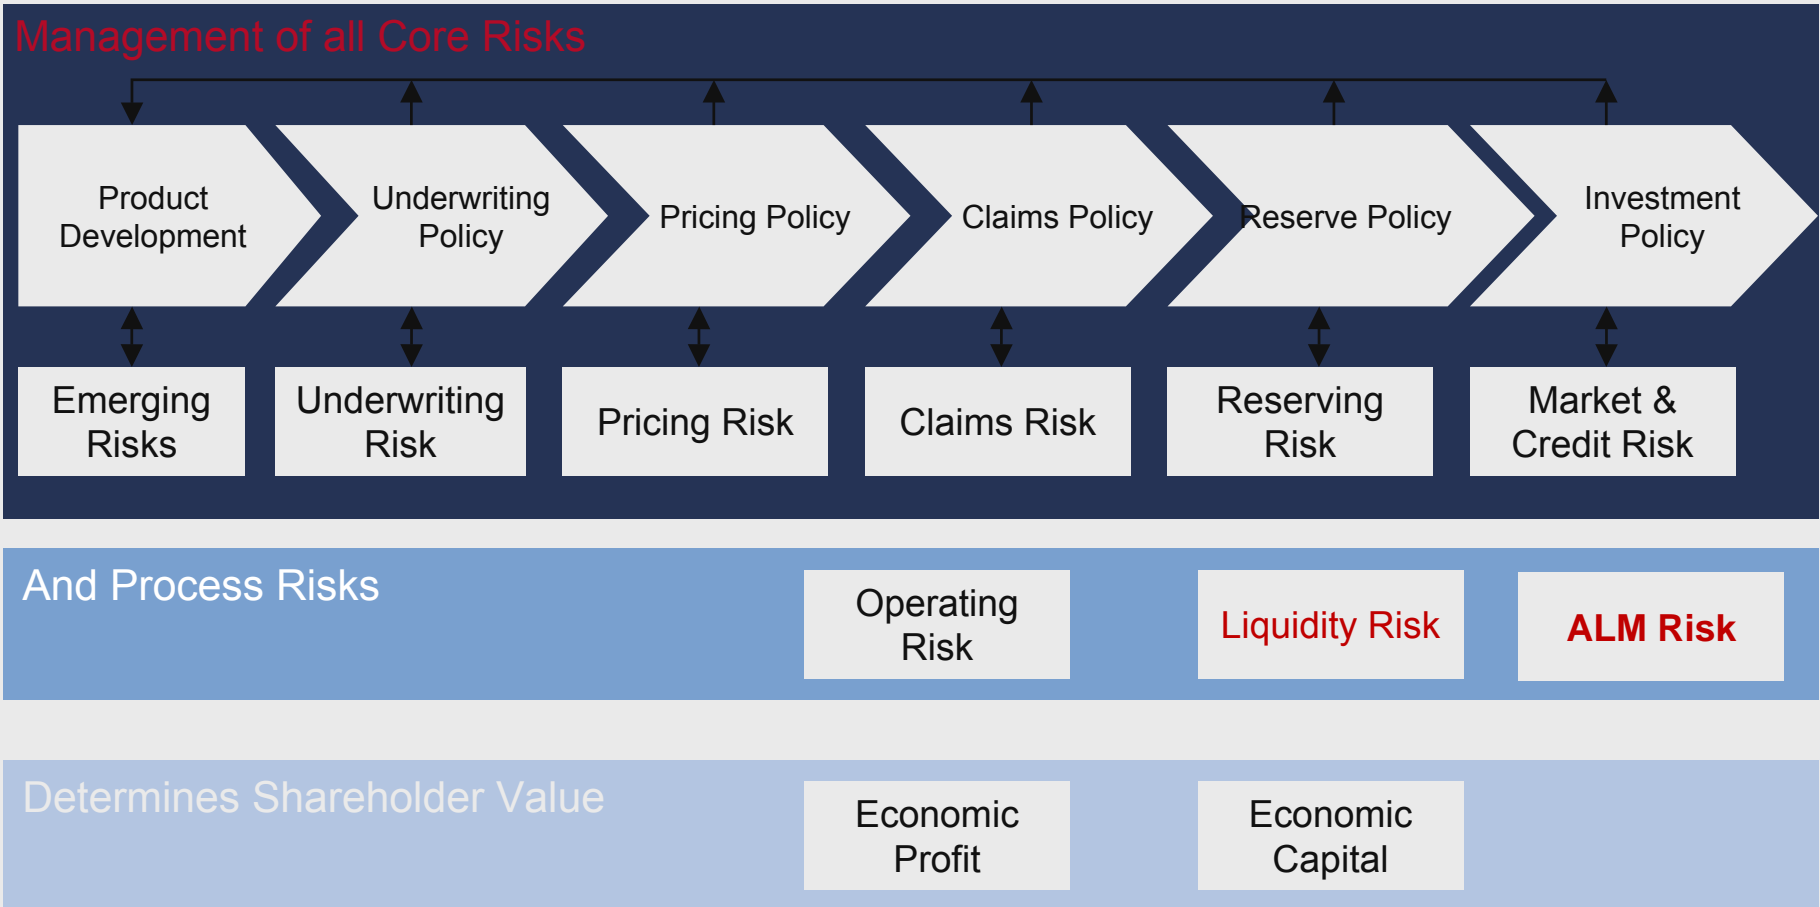 Management of all Core Risks
Product
Development
Underwriting
Policy
Pricing Policy
Claims Policy
Reserve Policy
Investment
Policy
Emerging
Risks
Underwriting
Risk
Pricing Risk
Claims Risk
Reserving
Risk
Market &
Credit Risk
And Process Risks
Operating
Risk
Liquidity Risk
ALM Risk
Determines Shareholder Value
Economic
Profit
Economic
Capital